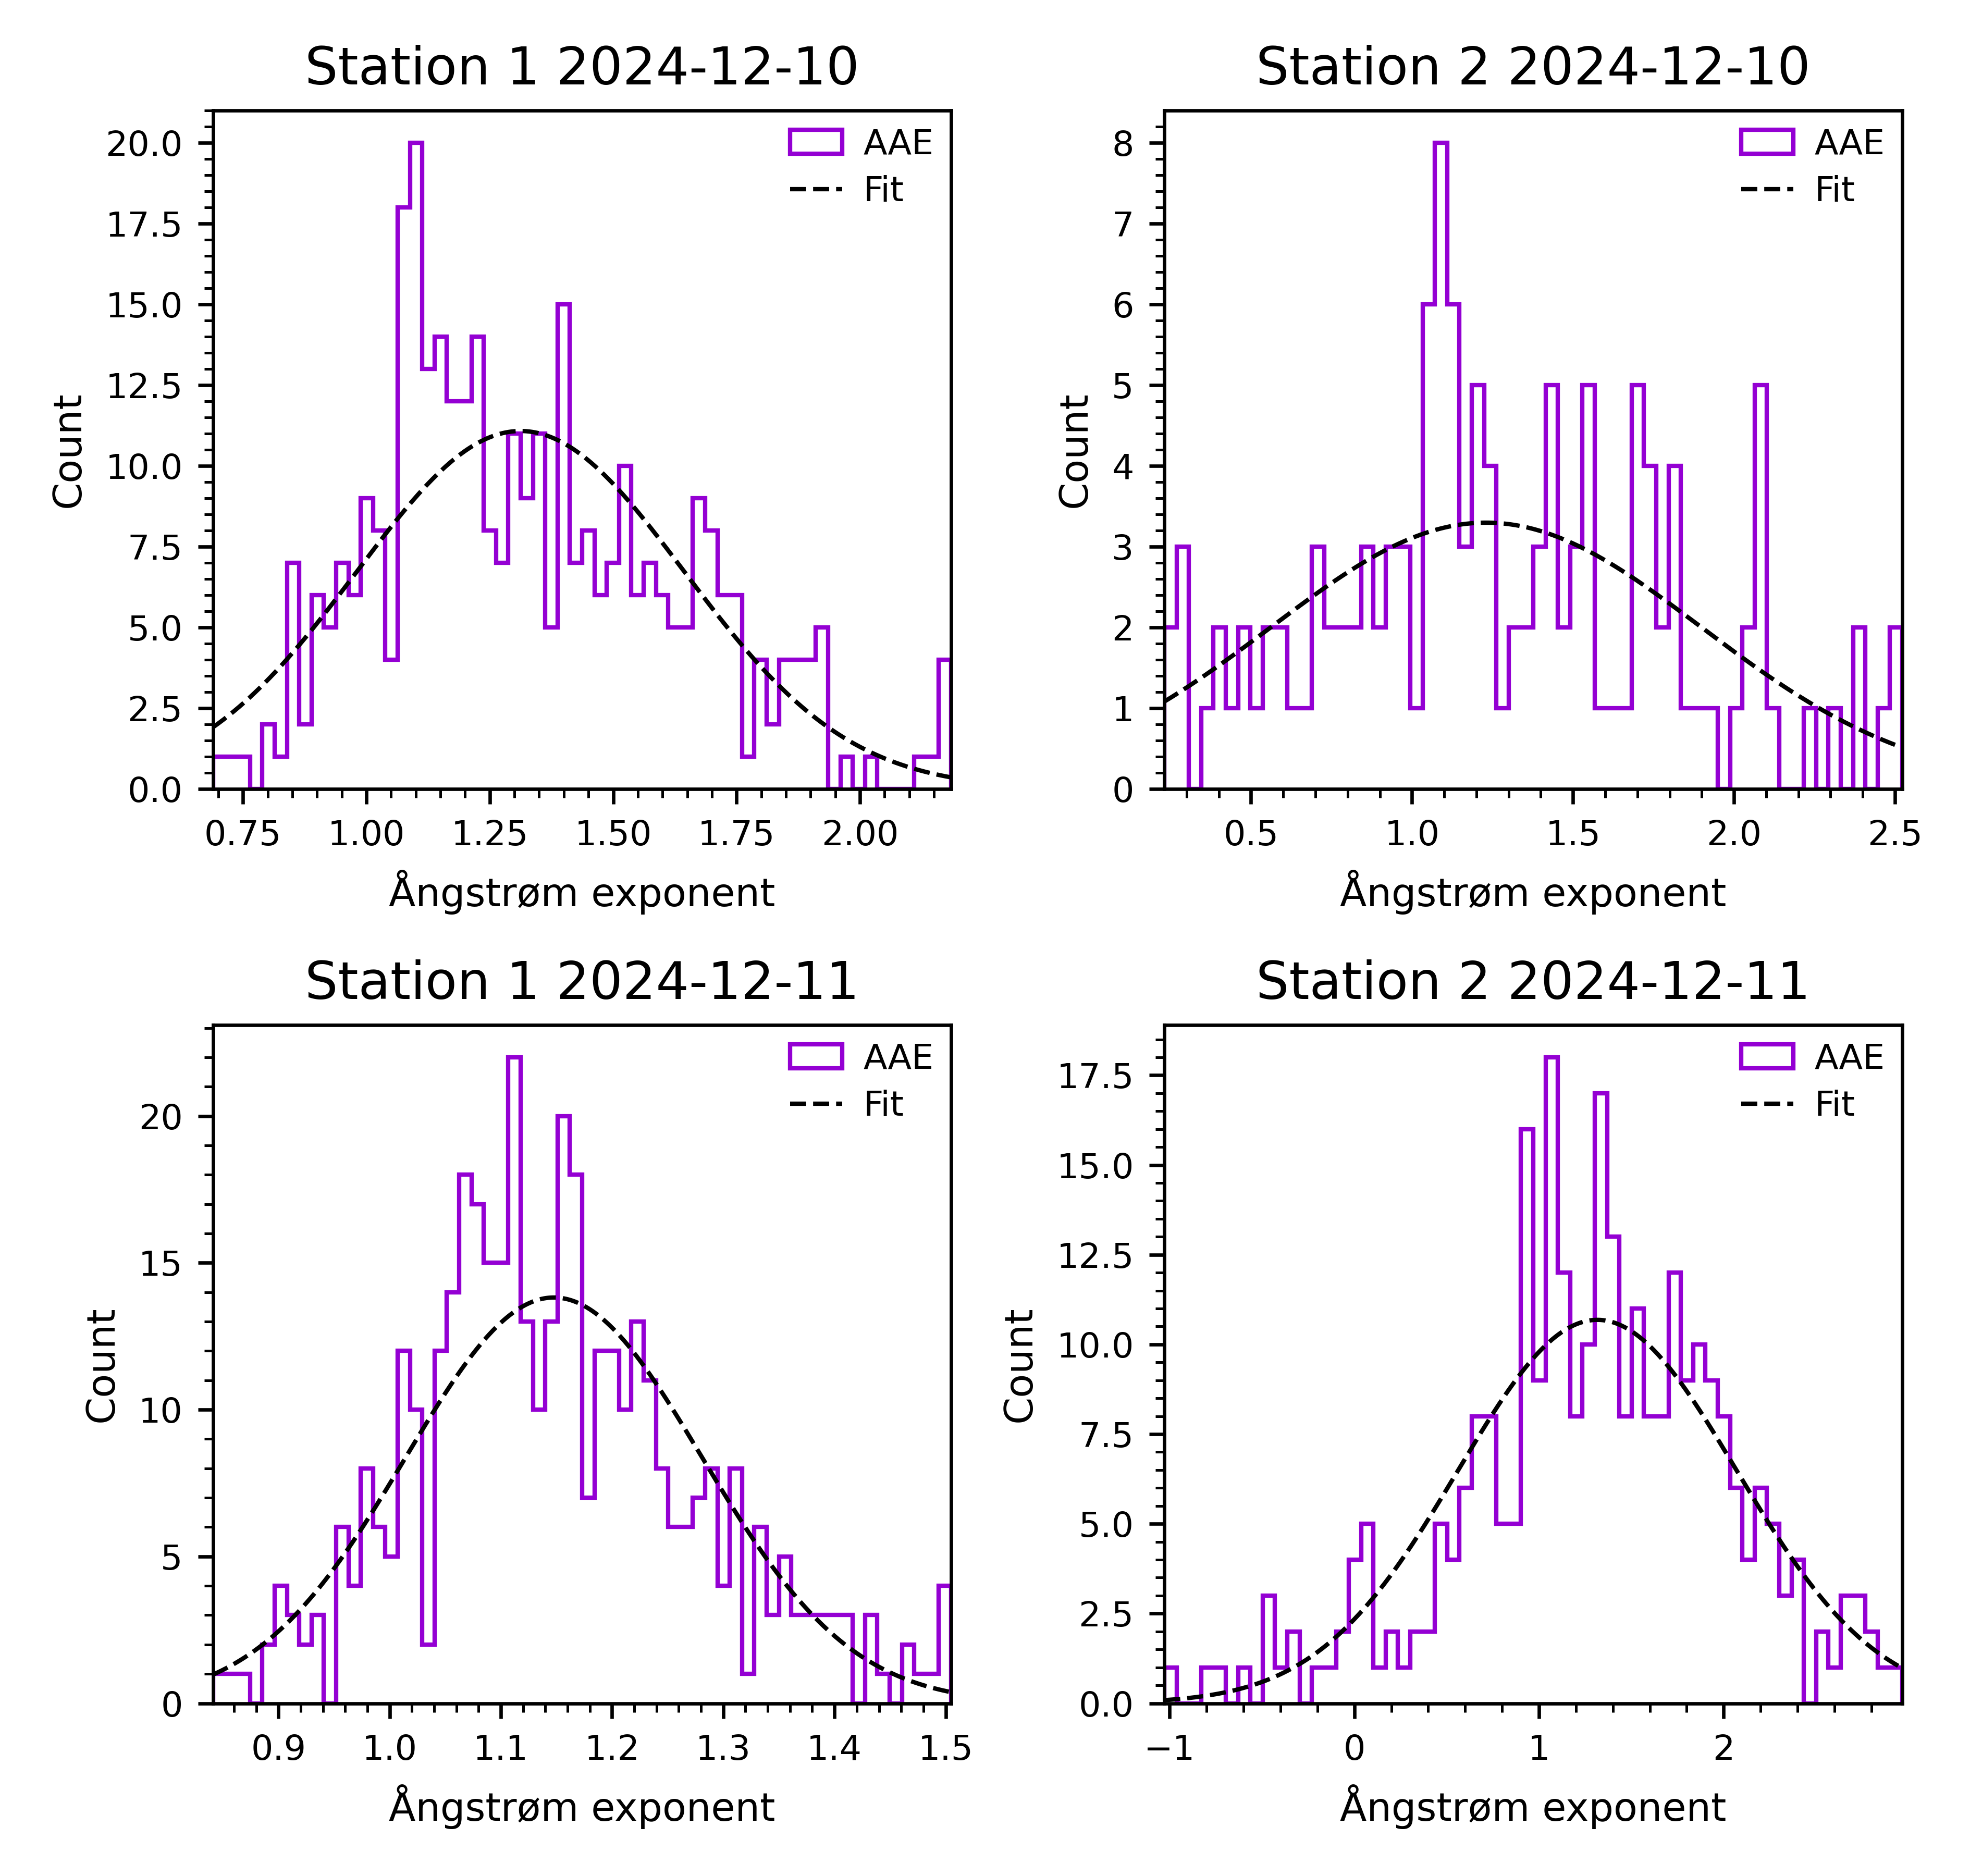 Station 1 2024-12-10
AAE
Fit
Count
20.0
17.5
15.0
12.5
10.0
7.5
5.0
2.5
0.0
0.75 1.00 1.25 1.50 1.75 2.00
Ångstrøm exponent
Station 2 2024-12-10
AAE
Fit
Count
8
7
6
5
4
3
2
1
0
0.5 1.0 1.5 2.0 2.5
Ångstrøm exponent
Station 1 2024-12-11
AAE
Fit
Count
20
15
10
5
0
0.9 1.0 1.1 1.2 1.3 1.4 1.5
Ångstrøm exponent
Station 2 2024-12-11
AAE
Fit
Count
17.5
15.0
12.5
10.0
7.5
5.0
2.5
0.0
−1 0 1 2
Ångstrøm exponent